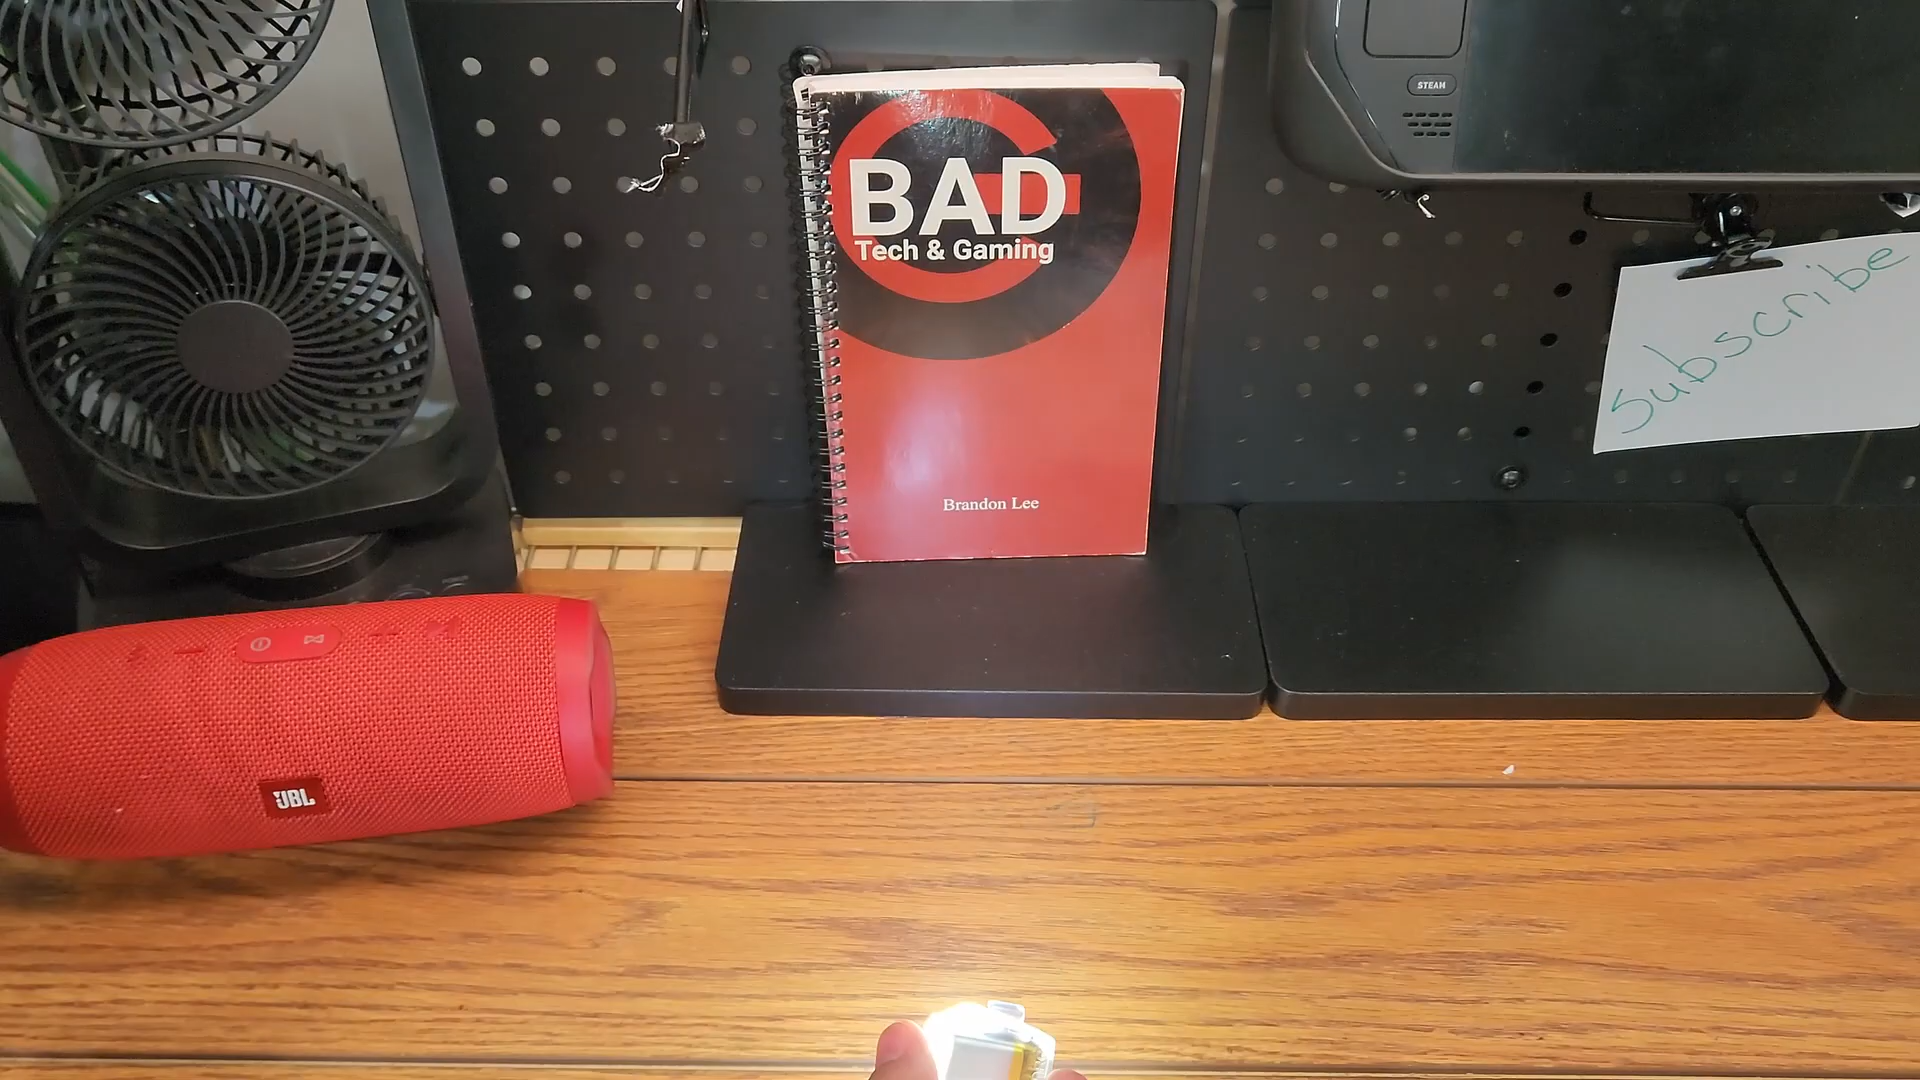 STEAM
BAD
Tech & Gaming
Subscribe
Brandon Lee
JBL